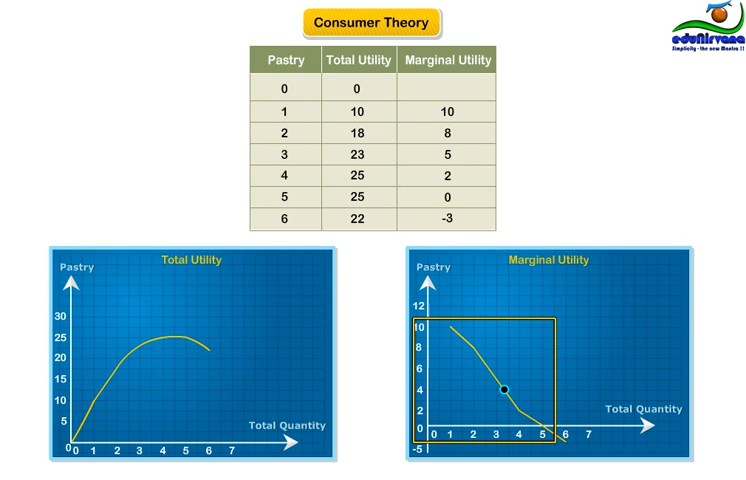 Consumer Theory
eduNirvana
Simplicity - the new Mantra !!
Pastry Total Utility Marginal Utility
0 0
1 10 10
2 18 8
3 23 5
4 25 2
5 25 0
6 22 -3
Total Utility
Pastry
30
25
20
15
10
5
0
0 1 2 3 4 5 6 7
Total Quantity
Marginal Utility
Pastry
12
10
8
6
4
2
0
-5
0 1 2 3 4 5 6 7
Total Quantity